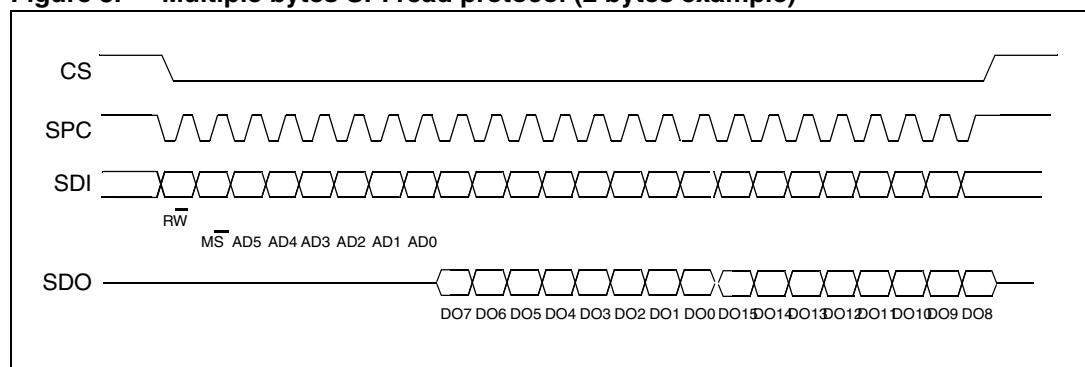 Figure 8. Multiple bytes SPI read protocol (2 bytes example)
CS
SPC
SDI
RW
MS AD5 AD4 AD3 AD2 AD1 AD0
SDO
DO7 DO6 DO5 DO4 DO3 DO2 DO1 DO0 DO15 DO14 DO13 DO12 DO11 DO10 DO9 DO8